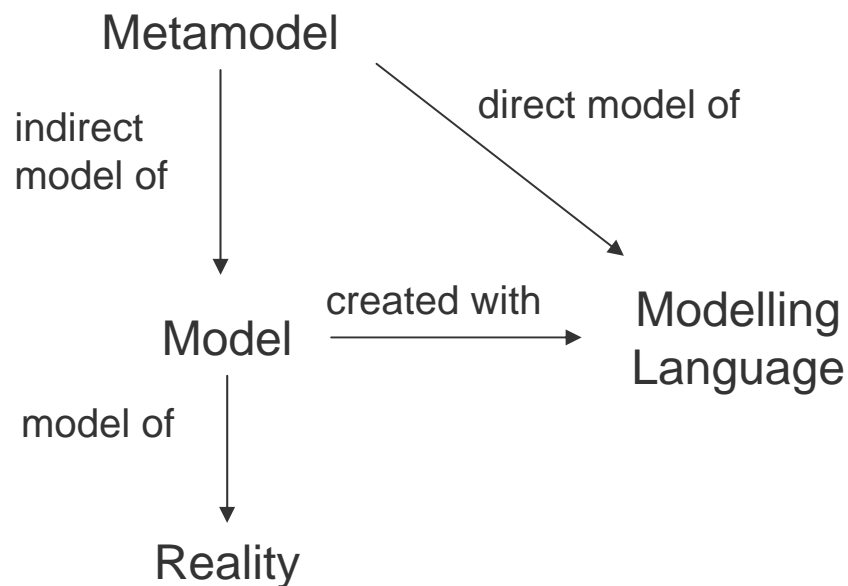 Metamodel
direct model of
indirect
model of
created with
Modelling
Language
Model
model of
Reality